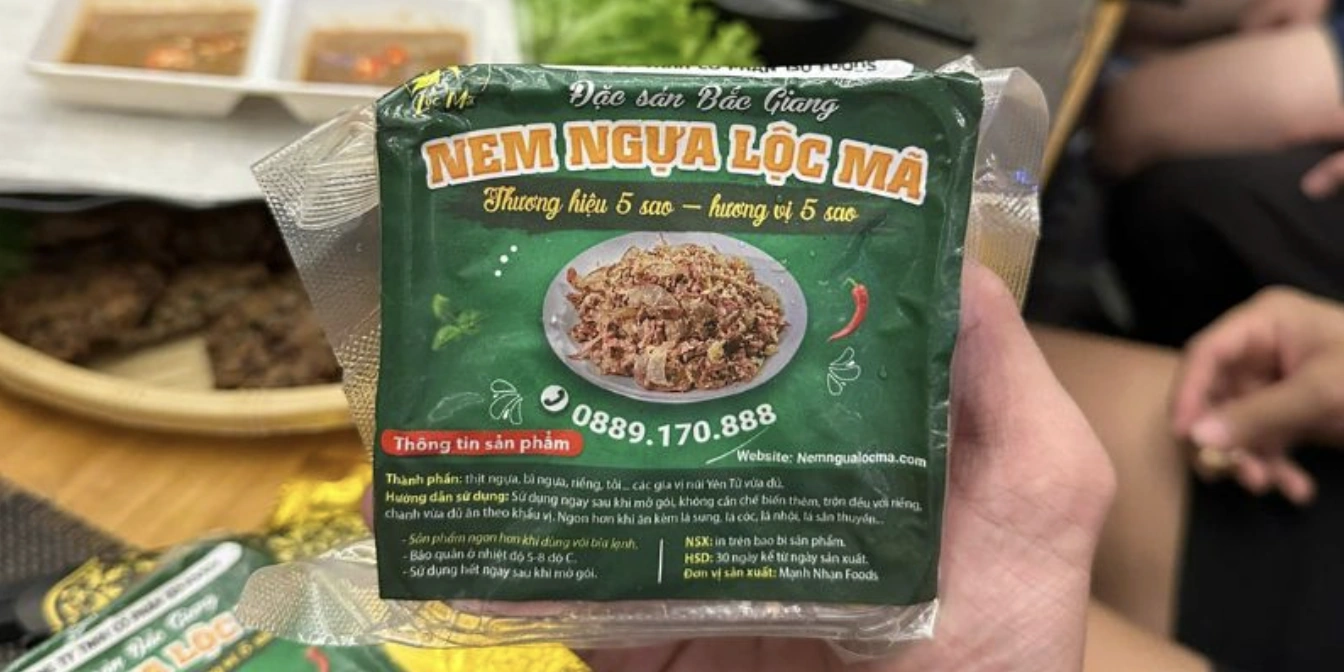 Lộc Mã
Đặc sản Bắc Giang
NEM NGỰA LỘC MÃ
Thương hiệu 5 sao – hương vị 5 sao
0889.170.888
Thông tin sản phẩm
Website: Nemngualocma.com
Thành phần: thịt ngựa, bì ngựa, riềng, tỏi... các gia vị núi Yên Tử vừa đủ.
Hướng dẫn sử dụng: Sử dụng ngay sau khi mở gói, không cần chế biến thêm, trộn đều với riềng,
chanh vừa đủ ăn theo khẩu vị. Ngon hơn khi ăn kèm lá sung, lá cóc, lá nhội, lá sắn thuyền...
- Sản phẩm ngon hơn khi dùng với bia lạnh.
- Bảo quản ở nhiệt độ 5-8 độ C.
- Sử dụng hết ngay sau khi mở gói.
NSX: in trên bao bì sản phẩm.
HSD: 30 ngày kể từ ngày sản xuất.
Đơn vị sản xuất: Mạnh Nhan Foods
Bắc Giang
LỘC